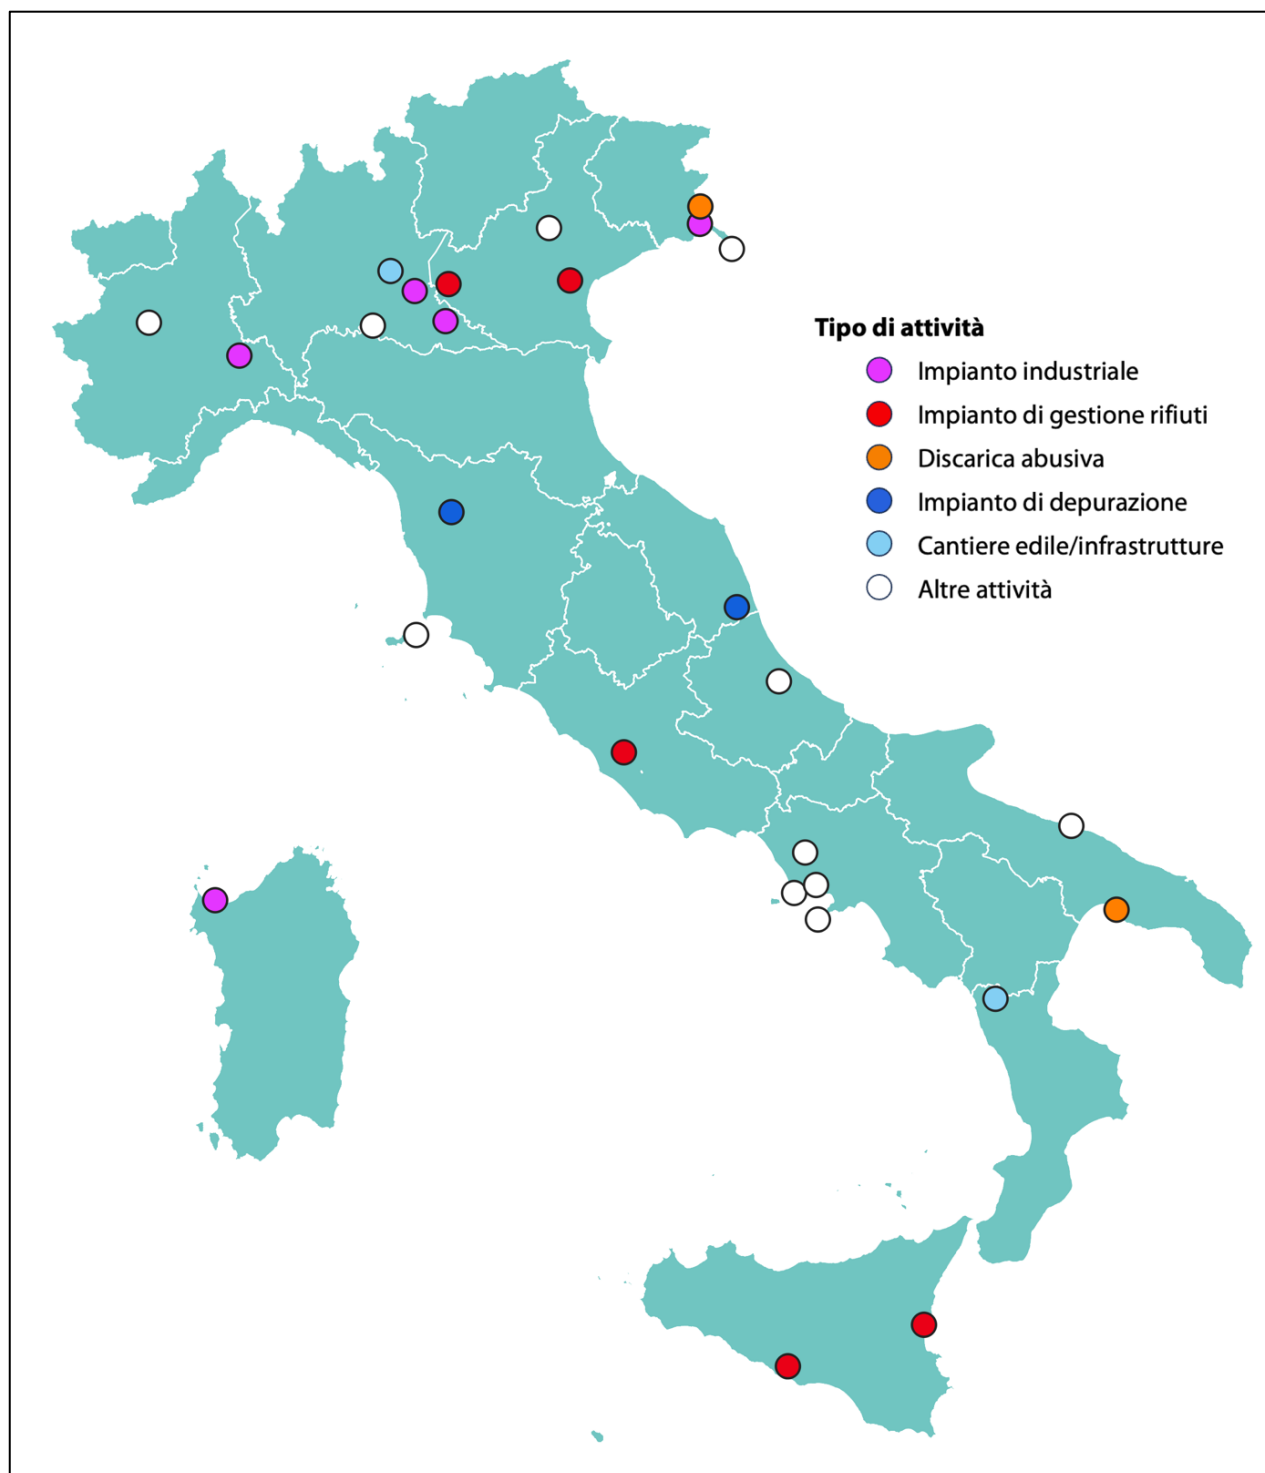 Tipo di attività
Impianto industriale
Impianto di gestione rifiuti
Discarica abusiva
Impianto di depurazione
Cantiere edile/infrastrutture
Altre attività